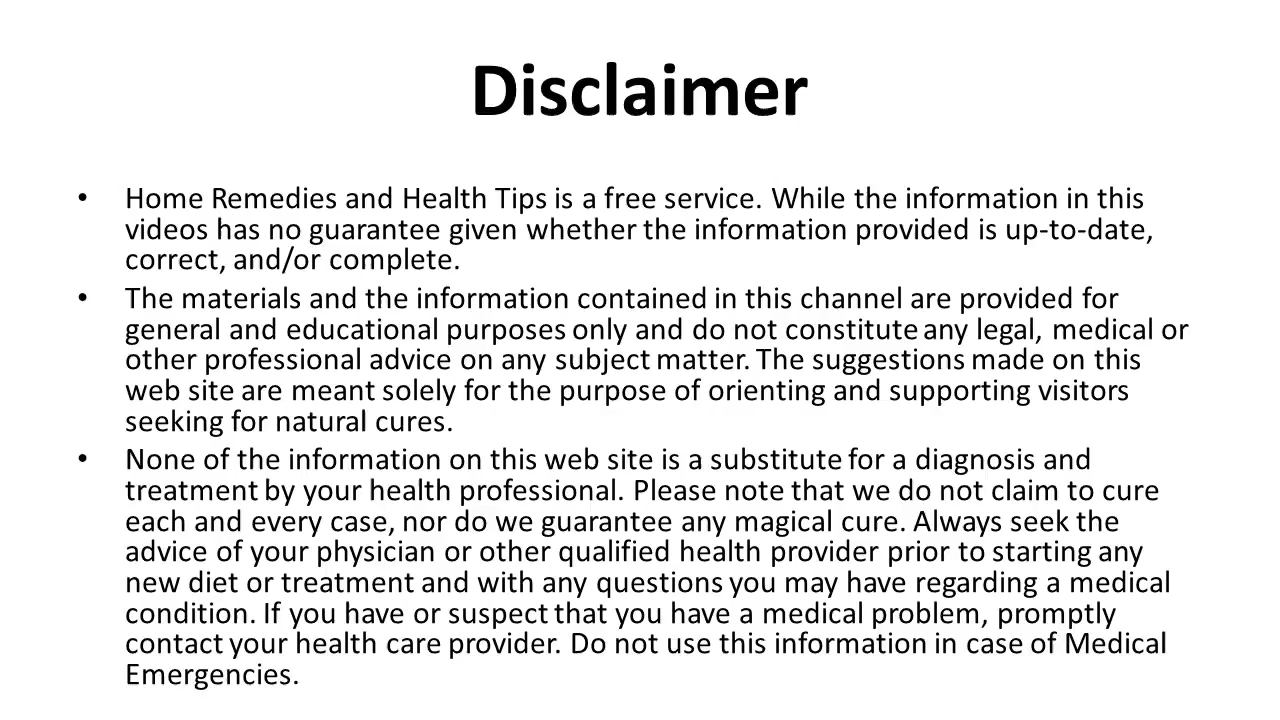 Disclaimer
• Home Remedies and Health Tips is a free service. While the information in this
videos has no guarantee given whether the information provided is up-to-date,
correct, and/or complete.
• The materials and the information contained in this channel are provided for
general and educational purposes only and do not constitute any legal, medical or
other professional advice on any subject matter. The suggestions made on this
web site are meant solely for the purpose of orienting and supporting visitors
seeking for natural cures.
• None of the information on this web site is a substitute for a diagnosis and
treatment by your health professional. Please note that we do not claim to cure
each and every case, nor do we guarantee any magical cure. Always seek the
advice of your physician or other qualified health provider prior to starting any
new diet or treatment and with any questions you may have regarding a medical
condition. If you have or suspect that you have a medical problem, promptly
contact your health care provider. Do not use this information in case of Medical
Emergencies.